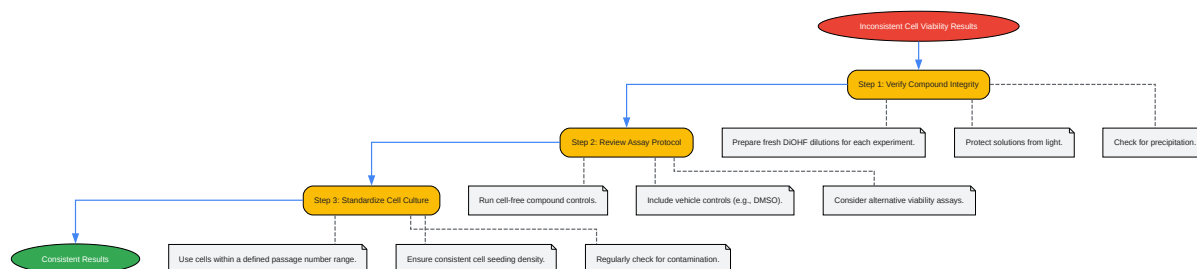 Inconsistent Cell Viability Results
Step 1: Verify Compound Integrity
Step 2: Review Assay Protocol
Prepare fresh DiOHF dilutions for each experiment.
Protect solutions from light.
Check for precipitation.
Step 3: Standardize Cell Culture
Run cell-free compound controls.
Include vehicle controls (e.g., DMSO).
Consider alternative viability assays.
Consistent Results
Use cells within a defined passage number range.
Ensure consistent cell seeding density.
Regularly check for contamination.